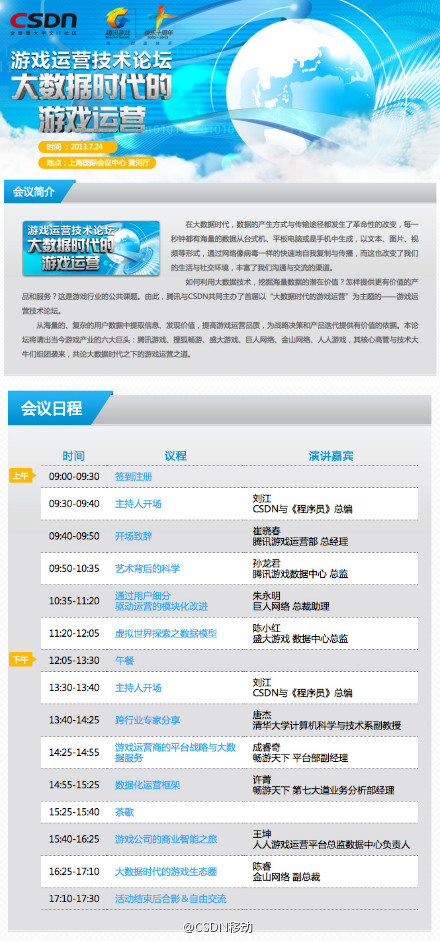 CSDN
全球最大中文IT社区
腾讯游戏
Tencent Games
快乐十周年
2003-2013
游戏运营技术论坛
大数据时代的
游戏运营
时间：2013.7.24
地点：上海国际会议中心 黄河厅
会议简介
游戏运营技术论坛
大数据时代的
游戏运营
在大数据时代，数据的产生方式与传输途径都发生了革命性的改变，每一
秒钟都有海量的数据从台式机、平板电脑或是手机中生成，以文本、图片、视
频等形式，通过网络像病毒一样的快速地自我复制与传播，而这也改变了我们
的生活与社交环境，丰富了我们沟通与交流的渠道。
如何利用大数据技术，挖掘海量数据的潜在价值？怎样提供更有价值的产
品和服务？这是游戏行业的公共课题。由此，腾讯与CSDN共同主办了首届以“大数据时代的游戏运营”为主题的——游戏运
营技术论坛。
从海量的、复杂的用户数据中提取信息、发现价值，提高游戏运营品质，为战略决策和产品迭代提供有价值的依据。本论
坛将请出当今游戏产业的六大巨头：腾讯游戏、搜狐畅游、盛大游戏、巨人网络、金山网络、人人游戏，其核心高管与技术大
牛们组团袭来，共论大数据时代之下的游戏运营之道。
会议日程
时间 议程 演讲嘉宾
上午
09:00-09:30 签到注册
09:30-09:40 主持人开场 刘江
CSDN与《程序员》总编
09:40-09:50 开场致辞 崔晓春
腾讯游戏运营部 总经理
09:50-10:35 艺术背后的科学 孙龙君
腾讯游戏数据中心 总监
10:35-11:20 通过用户细分
驱动运营的模块化改进 朱永明
巨人网络 总裁助理
11:20-12:05 虚拟世界探索之数据模型 陈小红
盛大游戏 数据中心总监
下午
12:05-13:30 午餐
13:30-13:40 主持人开场 刘江
CSDN与《程序员》总编
13:40-14:25 跨行业专家分享 唐杰
清华大学计算机科学与技术系副教授
14:25-14:55 游戏运营商的平台战略与大数
据服务 成睿奇
畅游天下 平台部副经理
14:55-15:25 数据化运营框架 许菁
畅游天下 第七大道业务分析部经理
15:25-15:40 茶歇
15:40-16:25 游戏公司的商业智能之旅 王坤
人人游戏运营平台总监数据中心负责人
16:25-17:10 大数据时代的游戏生态圈 陈睿
金山网络 副总裁
17:10-17:30 活动结束后合影＆自由交流
@CSDN移动